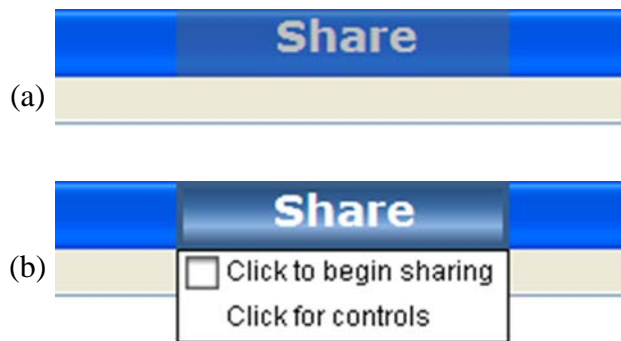 (a)
Share
(b)
Share
Click to begin sharing
Click for controls